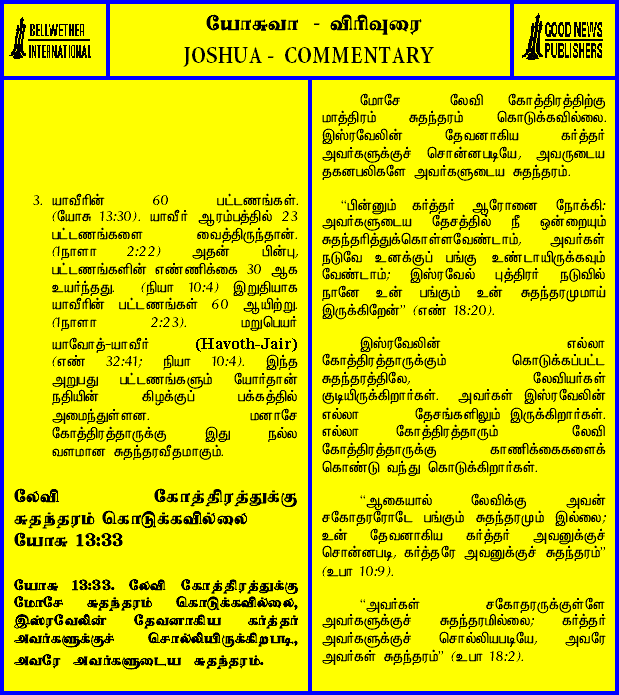 BELLWETHER
INTERNATIONAL
யோசுவா - விரிவுரை
JOSHUA - COMMENTARY
GOOD NEWS
PUBLISHERS
3. யாவீரின் 60 பட்டணங்கள்.
(யோசு 13:30). யாவீர் ஆரம்பத்தில் 23
பட்டணங்களை வைத்திருந்தான்.
(1நாளா 2:22) அதன் பின்பு,
பட்டணங்களின் எண்ணிக்கை 30 ஆக
உயர்ந்தது. (நியா 10:4) இறுதியாக
யாவீரின் பட்டணங்கள் 60 ஆயிற்று.
(1நாளா 2:23). மறுபெயர்
யாவோத்-யாவீர் (Havoth-Jair)
(எண் 32:41; நியா 10:4). இந்த
அறுபது பட்டணங்களும் யோர்தான்
நதியின் கிழக்குப் பக்கத்தில்
அமைந்துள்ளன. மனாசே
கோத்திரத்தாருக்கு இது நல்ல
வளமான சுதந்தரவீதமாகும்.
லேவி கோத்திரத்துக்கு
சுதந்தரம் கொடுக்கவில்லை
யோசு 13:33
யோசு 13:33. லேவி கோத்திரத்துக்கு
மோசே சுதந்தரம் கொடுக்கவில்லை,
இஸ்ரவேலின் தேவனாகிய கர்த்தர்
அவர்களுக்குச் சொல்லியிருக்கிறபடி,
அவரே அவர்களுடைய சுதந்தரம்.
மோசே லேவி கோத்திரத்திற்கு
மாத்திரம் சுதந்தரம் கொடுக்கவில்லை.
இஸ்ரவேலின் தேவனாகிய கர்த்தர்
அவர்களுக்குச் சொன்னபடியே, அவருடைய
தகனபலிகளே அவர்களுடைய சுதந்தரம்.
“பின்னும் கர்த்தர் ஆரோனை நோக்கி:
அவர்களுடைய தேசத்தில் நீ ஒன்றையும்
சுதந்தரித்துக்கொள்ளவேண்டாம், அவர்கள்
நடுவே உனக்குப் பங்கு உண்டாயிருக்கவும்
வேண்டாம்; இஸ்ரவேல் புத்திரர் நடுவில்
நானே உன் பங்கும் உன் சுதந்தரமுமாய்
இருக்கிறேன்” (எண் 18:20).
இஸ்ரவேலின் எல்லா
கோத்திரத்தாருக்கும் கொடுக்கப்பட்ட
சுதந்தரத்திலே, லேவியர்கள்
குடியிருக்கிறார்கள். அவர்கள் இஸ்ரவேலின்
எல்லா தேசங்களிலும் இருக்கிறார்கள்.
எல்லா கோத்திரத்தாரும் லேவி
கோத்திரத்தாருக்கு காணிக்கைகளைக்
கொண்டு வந்து கொடுக்கிறார்கள்.
“ஆகையால் லேவிக்கு அவன்
சகோதரரோடே பங்கும் சுதந்தரமும் இல்லை;
உன் தேவனாகிய கர்த்தர் அவனுக்குச்
சொன்னபடி, கர்த்தரே அவனுக்குச் சுதந்தரம்”
(உபா 10:9).
“அவர்கள் சகோதரருக்குள்ளே
அவர்களுக்குச் சுதந்தரமில்லை; கர்த்தர்
அவர்களுக்குச் சொல்லியபடியே, அவரே
அவர்கள் சுதந்தரம்” (உபா 18:2).